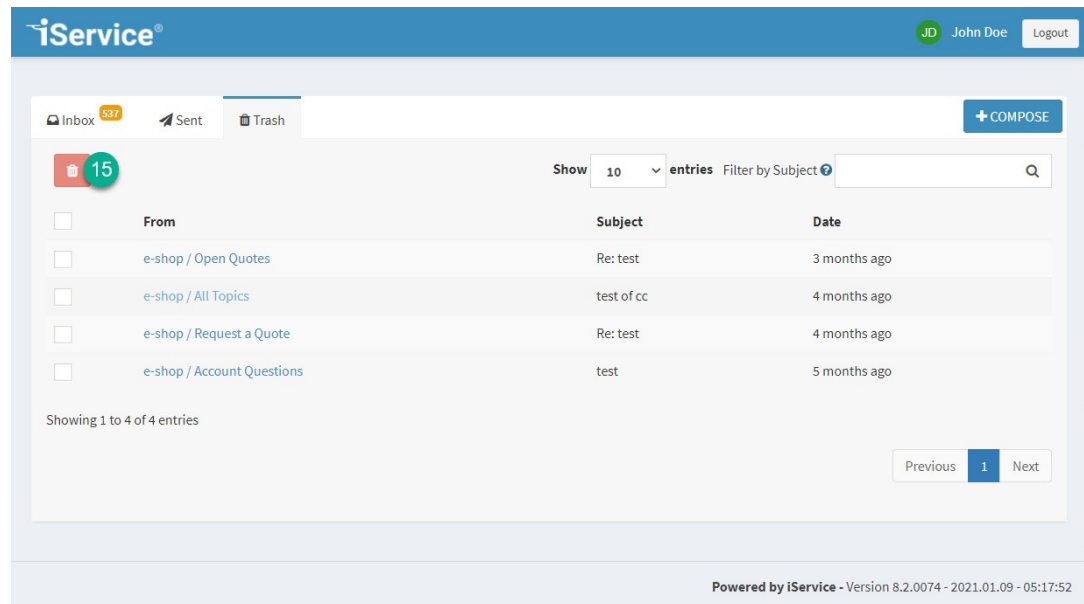 iService®
JD John Doe Logout
Inbox 537 Sent Trash +COMPOSE
15 Show 10 entries Filter by Subject
From Subject Date
e-shop / Open Quotes Re: test 3 months ago
e-shop / All Topics test of cc 4 months ago
e-shop / Request a Quote Re: test 4 months ago
e-shop / Account Questions test 5 months ago
Showing 1 to 4 of 4 entries
Previous 1 Next
Powered by iService - Version 8.2.0074 - 2021.01.09 - 05:17:52